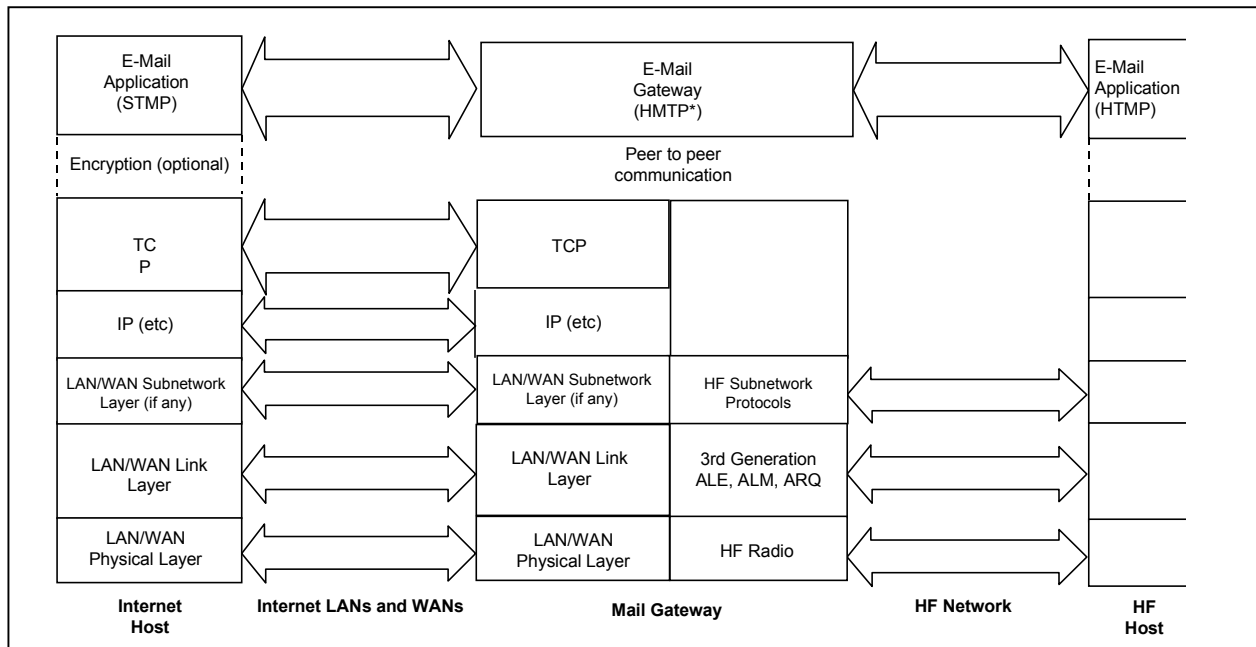 E-Mail
Application
(STMP)
E-Mail
Gateway
(HMTP*)
E-Mail
Application
(HTMP)
Encryption (optional)
Peer to peer
communication
TC
P
TCP
IP (etc)
IP (etc)
LAN/WAN Subnetwork
Layer (if any)
LAN/WAN Subnetwork
Layer (if any)
HF Subnetwork
Protocols
LAN/WAN Link
Layer
LAN/WAN Link
Layer
3rd Generation
ALE, ALM, ARQ
LAN/WAN
Physical Layer
LAN/WAN
Physical Layer
HF Radio
Internet
Host
Internet LANs and WANs
Mail Gateway
HF Network
HF
Host